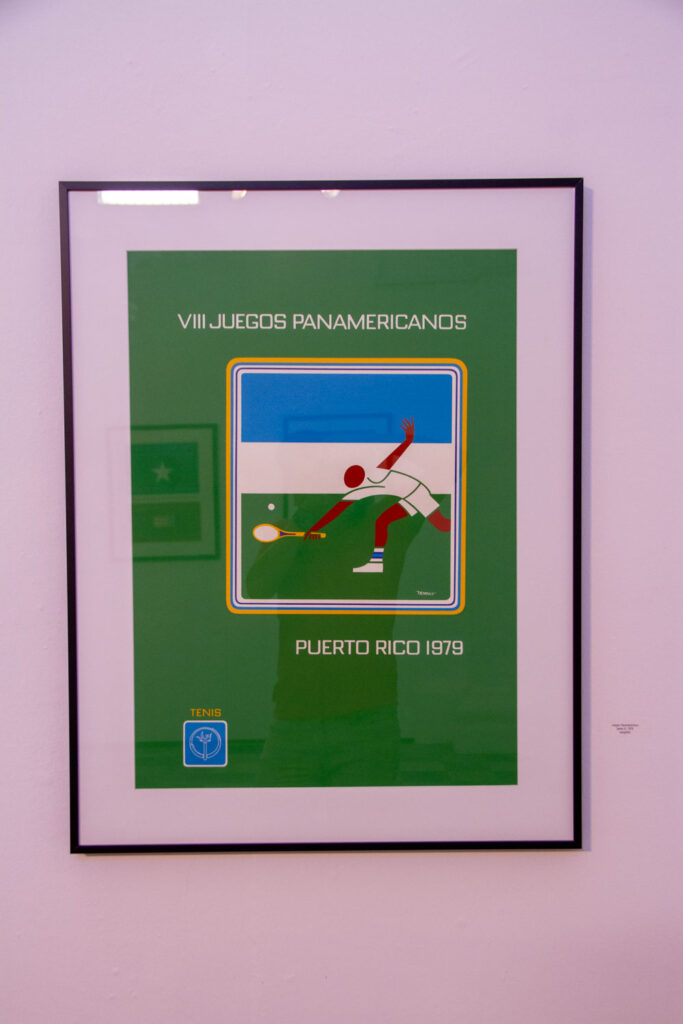 VIII JUEGOS PANAMERICANOS
PUERTO RICO 1979
TENIS